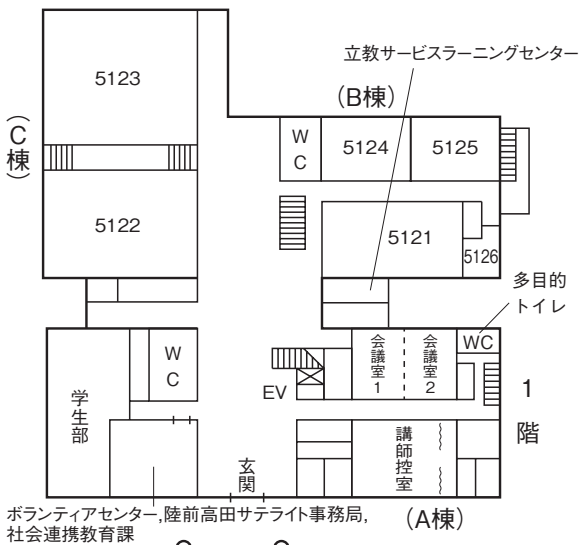 立教サービスラーニングセンター
5123
(B棟)
(C棟)
WC
5124
5125
5122
5121
5126
多目的
トイレ
WC
会議室1
会議室2
WC
EV
1階
学生部
講師控室
玄関
ボランティアセンター,陸前高田サテライト事務局,
社会連携教育課
(A棟)